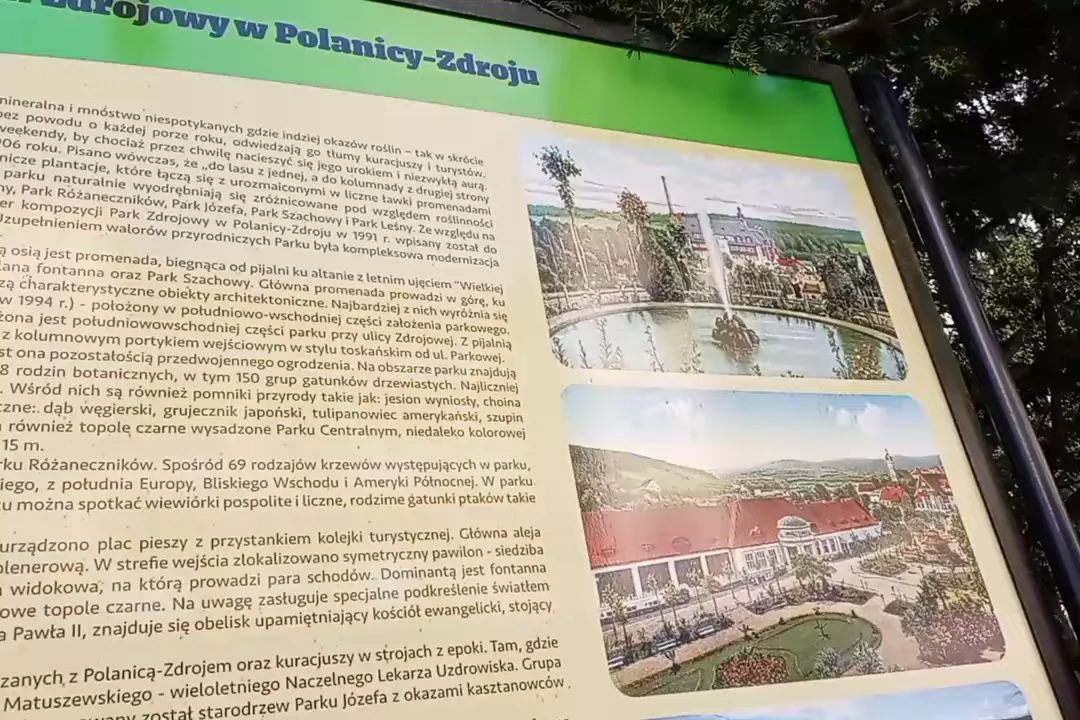 Zdrojowy w Polanicy-Zdroju
mineralna i mnóstwo niespotykanych gdzie indziej okazów roślin – tak w skrócie
bez powodu o każdej porze roku, odwiedzają go tłumy kuracjuszy i turystów.
weekendy, by chociaż przez chwilę nacieszyć się jego urokiem i niezwykłą aurą.
06 roku. Pisano wówczas, że „do lasu z jednej, a do kolumnady z drugiej strony
nicze plantacje, które łączą się z urozmaiconymi w liczne ławki promenadami
parku naturalnie wyodrębniają się zróżnicowane pod względem roślinności
ny, Park Różaneczników, Park Józefa, Park Szachowy i Park Leśny. Ze względu na
er kompozycji Park Zdrojowy w Polanicy-Zdroju w 1991 r. wpisany został do
Uzupełnieniem walorów przyrodniczych Parku była kompleksowa modernizacja
ą osią jest promenada, biegnąca od pijalni ku altanie z letnim ujęciem "Wielkiej
lana fontanna oraz Park Szachowy. Główna promenada prowadzi w górę, ku
zą charakterystyczne obiekty architektoniczne. Najbardziej z nich wyróżnia się
w 1994 r.) - położony w południowo-wschodniej części założenia parkowego.
żona jest południowowschodniej części parku przy ulicy Zdrojowej. Z pijalnią
z kolumnowym portykiem wejściowym w stylu toskańskim od ul. Parkowej.
st ona pozostałością przedwojennego ogrodzenia. Na obszarze parku znajdują
8 rodzin botanicznych, w tym 150 grup gatunków drzewiastych. Najliczniej
. Wśród nich są również pomniki przyrody takie jak: jesion wyniosły, choina
zne:. dąb węgierski, grujecznik japoński, tulipanowiec amerykański, szupin
również topole czarne wysadzone Parku Centralnym, niedaleko kolorowej
15 m.
rku Różaneczników. Spośród 69 rodzajów krzewów występujących w parku,
iego, z południa Europy, Bliskiego Wschodu i Ameryki Północnej. W parku
u można spotkać wiewiórki pospolite i liczne, rodzime gatunki ptaków takie
urządzono plac pieszy z przystankiem kolejki turystycznej. Główna aleja
plenerową. W strefie wejścia zlokalizowano symetryczny pawilon - siedziba
widokowa, na którą prowadzi para schodów. Dominantą jest fontanna
owe topole czarne. Na uwagę zasługuje specjalne podkreślenie światłem
a Pawła II, znajduje się obelisk upamiętniający kościół ewangelicki, stojący
zanych z Polanicą-Zdrojem oraz kuracjuszy w strojach z epoki. Tam, gdzie
Matuszewskiego - wieloletniego Naczelnego Lekarza Uzdrowiska. Grupa
został starodrzew Parku Józefa z okazami kasztanowców